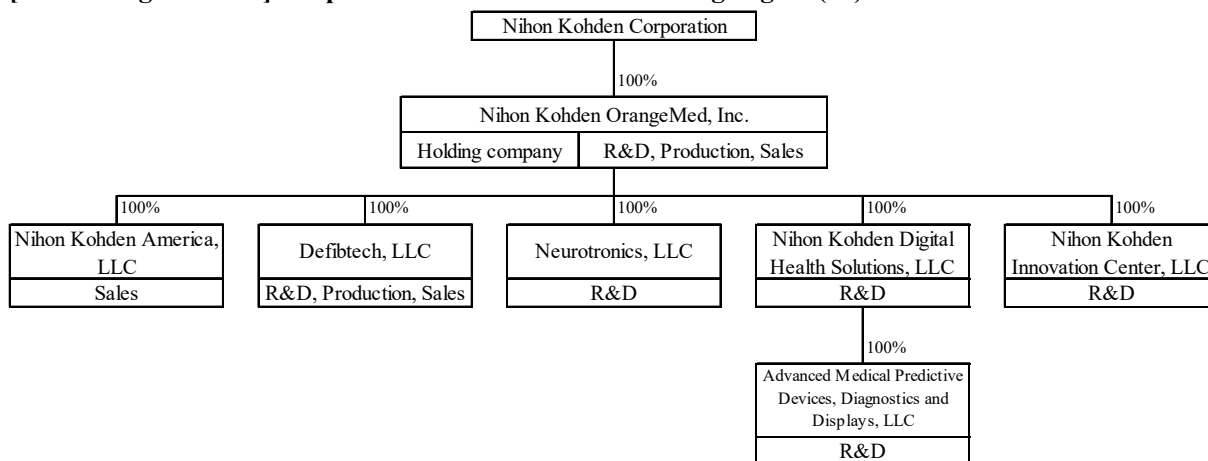 Nihon Kohden Corporation
100%
Nihon Kohden OrangeMed, Inc.
Holding company
R&D, Production, Sales
100%
100%
100%
100%
100%
Nihon Kohden America,
LLC
Sales
Defibtech, LLC
R&D, Production, Sales
Neurotronics, LLC
R&D
Nihon Kohden Digital
Health Solutions, LLC
R&D
Nihon Kohden
Innovation Center, LLC
R&D
100%
Advanced Medical Predictive
Devices, Diagnostics and
Displays, LLC
R&D